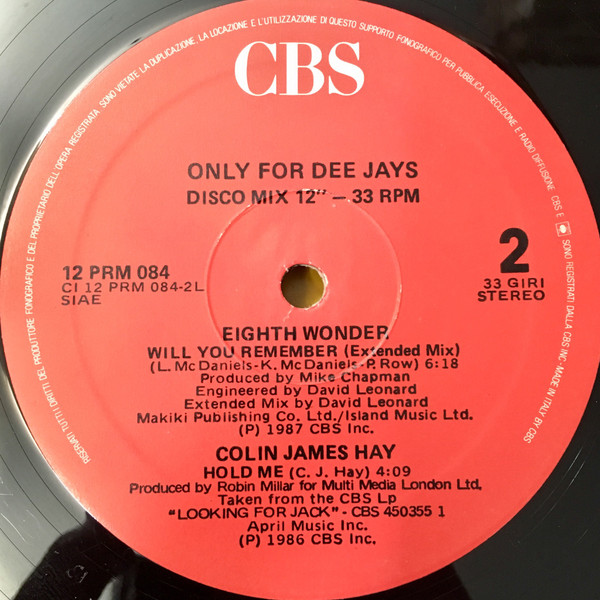 RISERVATI TUTTI I DIRITTI DEL PRODUTTORE FONOGRAFICO E DEL PROPRIETARIO DELL'OPERA REGISTRATA. SONO VIETATE LA DUPLICAZIONE, LA LOCAZIONE E L'UTILIZZAZIONE DI QUESTO SUPPORTO FONOGRAFICO PER PUBBLICA ESECUZIONE E RADIO DIFFUSIONE CBS E SONO REGISTRATI DALLA CBS INC.-MADE IN ITALY BY CBS
CBS
ONLY FOR DEE JAYS
DISCO MIX 12" – 33 RPM
12 PRM 084
CI 12 PRM 084-2L
SIAE
2
33 GIRI
STEREO
EIGHTH WONDER
WILL YOU REMEMBER (Extended Mix)
(L. McDaniels-K. McDaniels-P. Row) 6:18
Produced by Mike Chapman
Engineered by David Leonard
Extended Mix by David Leonard
Makiki Publishing Co. Ltd./Island Music Ltd.
(P) 1987 CBS Inc.
COLIN JAMES HAY
HOLD ME (C. J. Hay) 4:09
Produced by Robin Millar for Multi Media London Ltd.
Taken from the CBS Lp
"LOOKING FOR JACK" - CBS 450355 1
April Music Inc.
(P) 1986 CBS Inc.